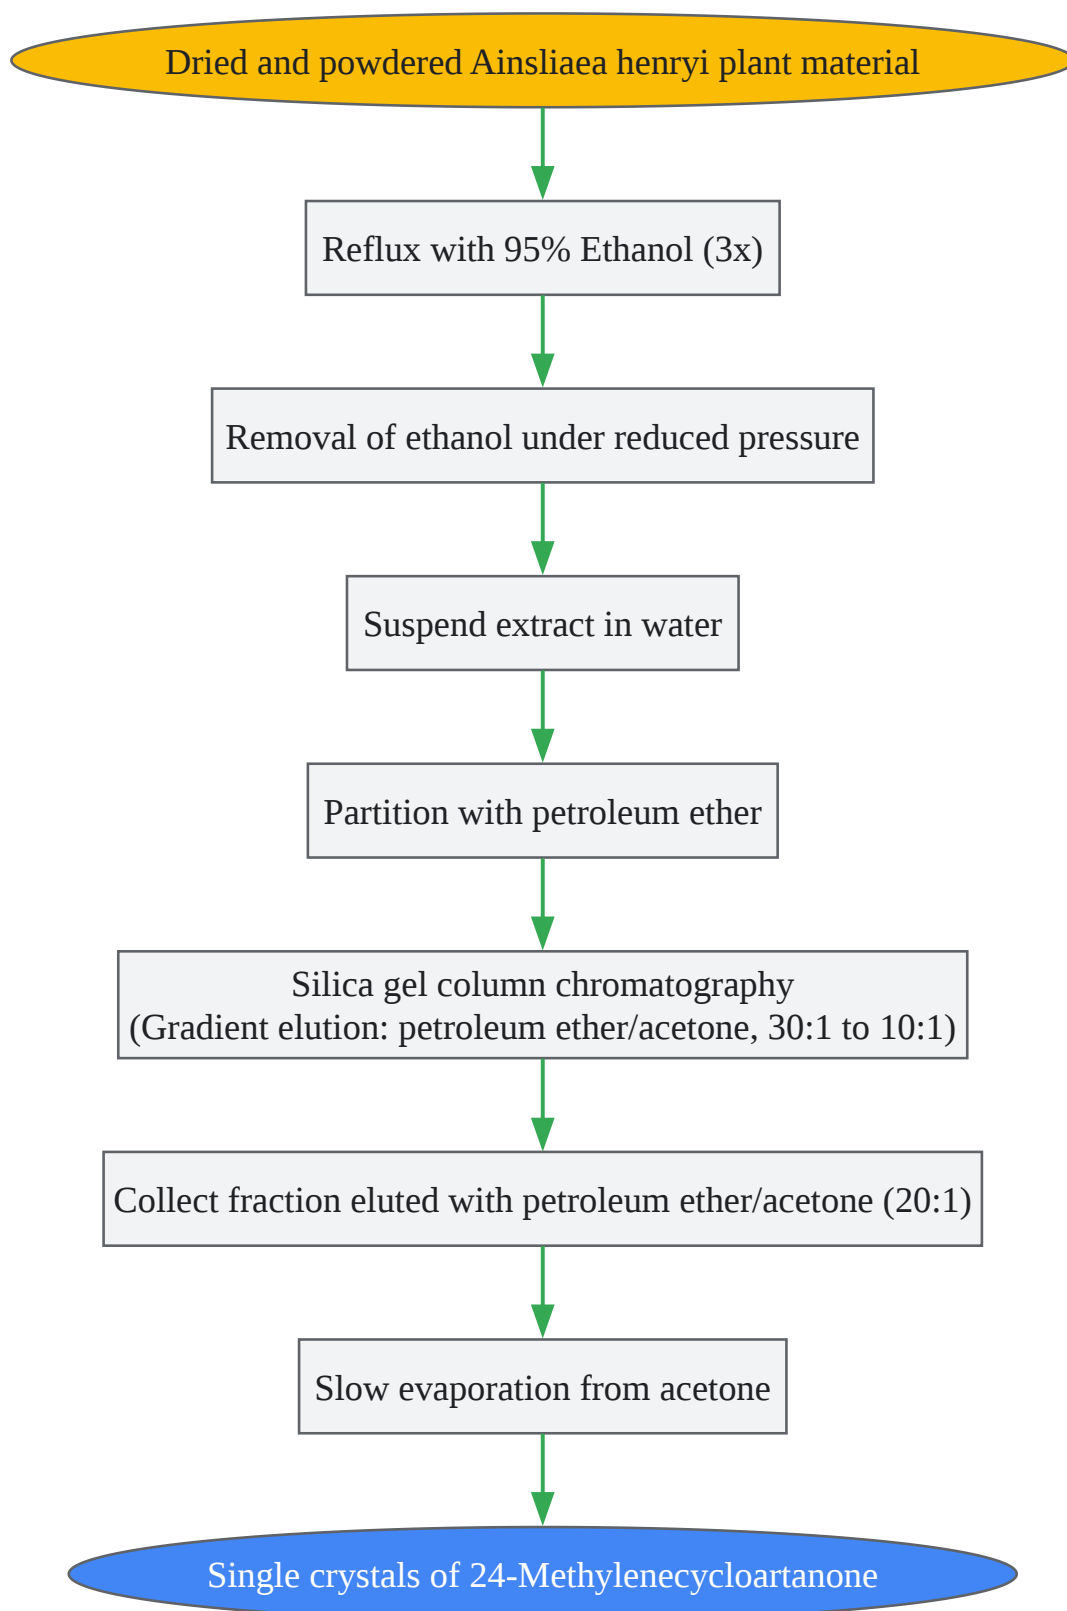 Dried and powdered Ainsliaea henryi plant material
Reflux with 95% Ethanol (3x)
Removal of ethanol under reduced pressure
Suspend extract in water
Partition with petroleum ether
Silica gel column chromatography
(Gradient elution: petroleum ether/acetone, 30:1 to 10:1)
Collect fraction eluted with petroleum ether/acetone (20:1)
Slow evaporation from acetone
Single crystals of 24-Methylenecycloartanone